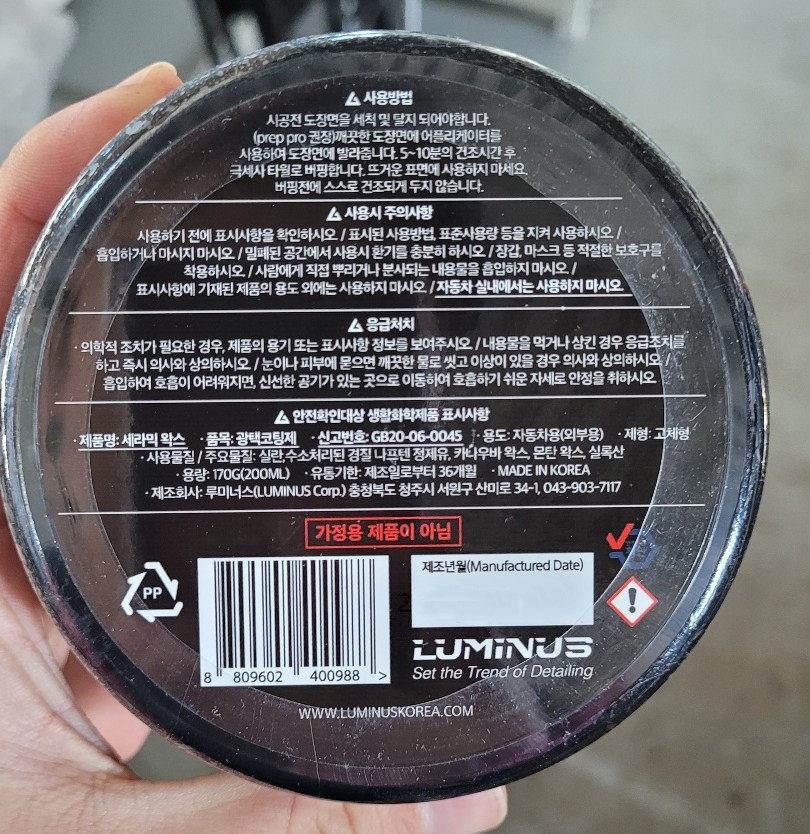 사용방법
시공전 도장면을 세척 및 탈지 되어야합니다.
(prep pro 권장)깨끗한 도장면에 어플리케이터를
사용하여 도장면에 발라줍니다. 5~10분의 건조시간 후
극세사 타월로 버핑합니다. 뜨거운 표면에 사용하지 마세요.
버핑전에 스스로 건조되게 두지 않습니다.
사용시 주의사항
사용하기 전에 표시사항을 확인하시오 / 표시된 사용방법, 표준사용량 등을 지켜 사용하시오 /
흡입하거나 마시지 마시오 / 밀폐된 공간에서 사용시 환기를 충분히 하시오 / 장갑, 마스크 등 적절한 보호구를
착용하시오 / 사람에게 직접 뿌리거나 분사되는 내용물을 흡입하지 마시오 /
표시사항에 기재된 제품의 용도 외에는 사용하지 마시오 / 자동차 실내에서는 사용하지 마시오
응급처치
· 의학적 조치가 필요한 경우, 제품의 용기 또는 표시사항 정보를 보여주시오 / 내용물을 먹거나 삼킨 경우 응급조치를
하고 즉시 의사와 상의하시오 / 눈이나 피부에 묻으면 깨끗한 물로 씻고 이상이 있을 경우 의사와 상의하시오 /
흡입하여 호흡이 어려워지면, 신선한 공기가 있는 곳으로 이동하여 호흡하기 쉬운 자세로 안정을 취하시오
안전확인대상 생활화학제품 표시사항
· 제품명: 세라믹 왁스 · 품목: 광택코팅제 · 신고번호: GB20-06-0045 · 용도: 자동차용(외부용) · 제형: 고체형
· 사용물질 / 주요물질: 실란,수소처리된 경질 나프텐 정제유, 카나우바 왁스, 몬탄 왁스, 실록산
· 용량: 170G(200ML) · 유통기한: 제조일로부터 36개월 · MADE IN KOREA
· 제조회사: 루미너스(LUMINUS Corp.) 충청북도 청주시 서원구 산미로 34-1, 043-903-7117
가정용 제품이 아님
PP
8 809602 400988 >
제조년월(Manufactured Date)
LUMINUS
Set the Trend of Detailing
WWW.LUMINUSKOREA.COM